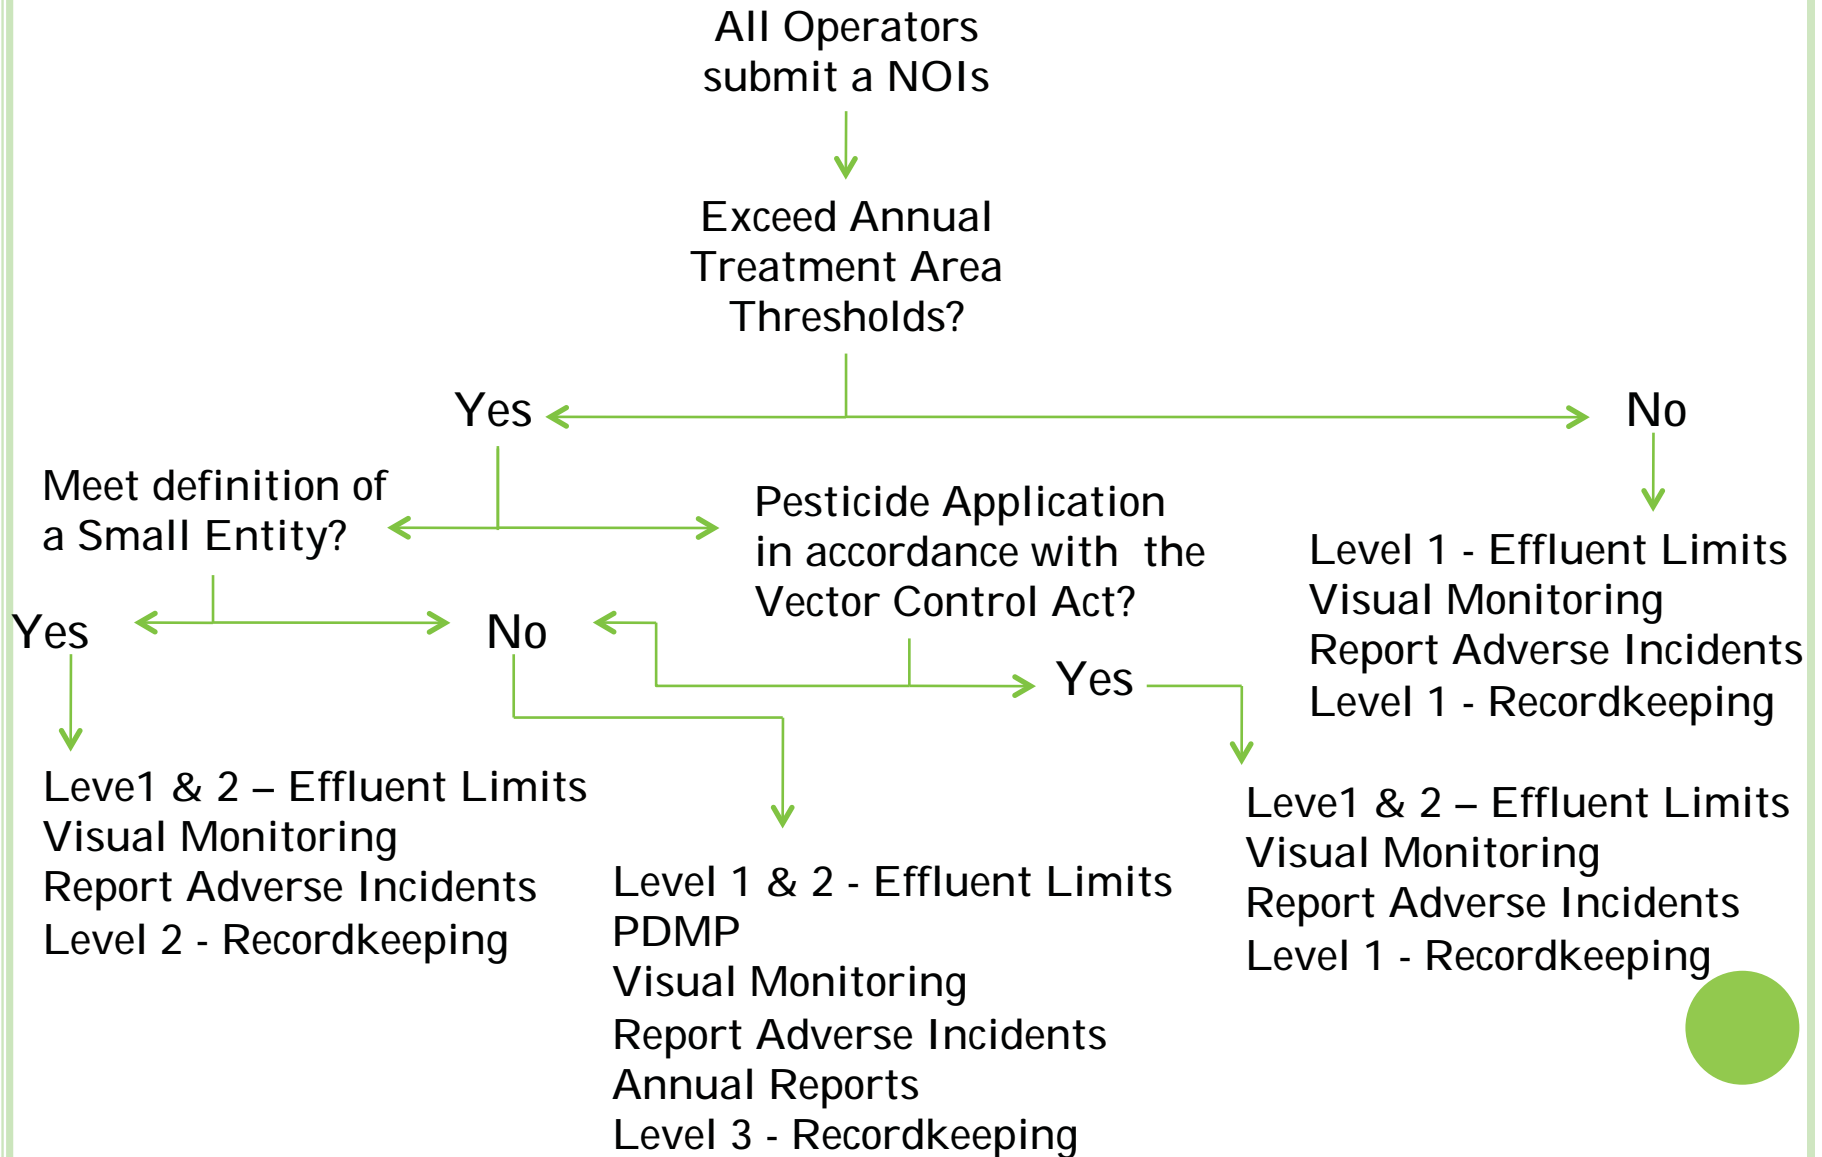 All Operators
submit a NOIs
Exceed Annual
Treatment Area
Thresholds?
Yes
No
Meet definition of
a Small Entity?
Pesticide Application
in accordance with the
Vector Control Act?
Level 1 - Effluent Limits
Visual Monitoring
Report Adverse Incidents
Level 1 - Recordkeeping
Yes
No
Yes
Leve1 & 2 – Effluent Limits
Visual Monitoring
Report Adverse Incidents
Level 2 - Recordkeeping
Level 1 & 2 - Effluent Limits
PDMP
Visual Monitoring
Report Adverse Incidents
Annual Reports
Level 3 - Recordkeeping
Leve1 & 2 – Effluent Limits
Visual Monitoring
Report Adverse Incidents
Level 1 - Recordkeeping